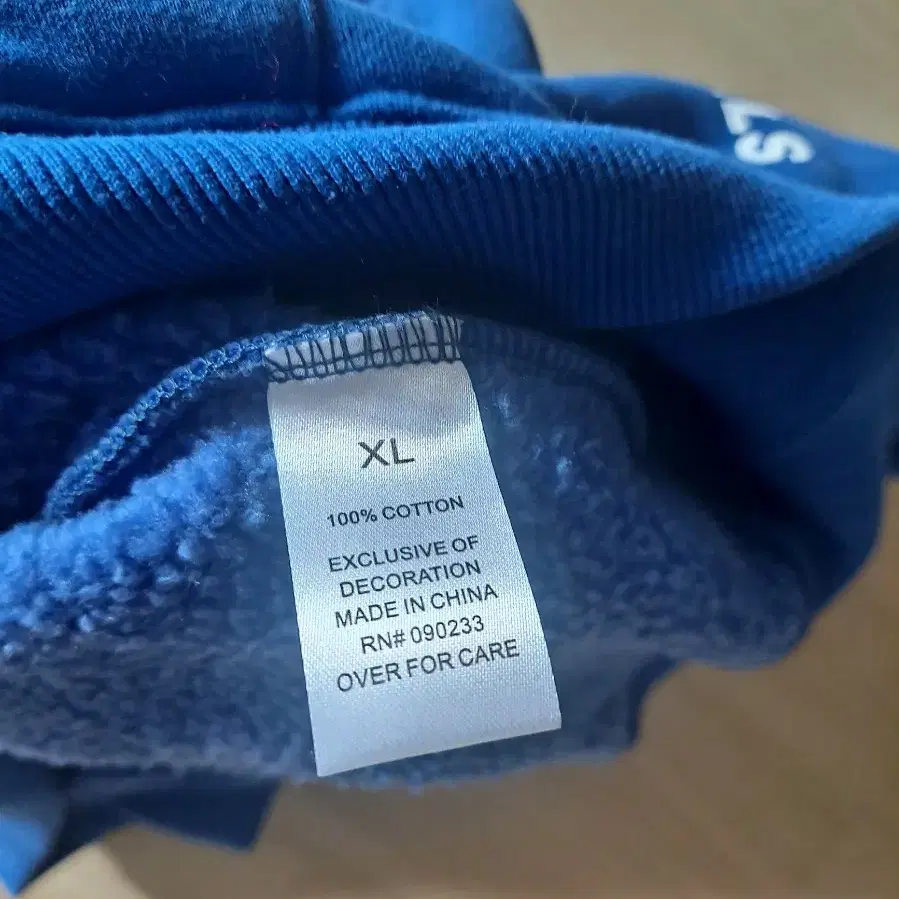 XL
100% COTTON
EXCLUSIVE OF
DECORATION
MADE IN CHINA
RN# 090233
OVER FOR CARE